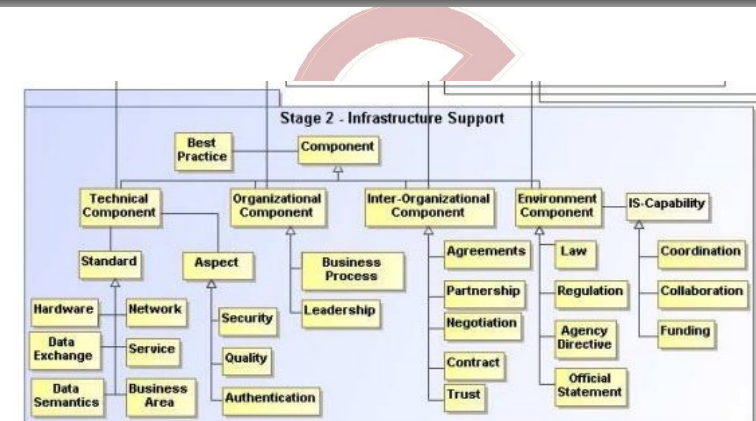 Stage 2 - Infrastructure Support
Best
Practice
Component
Technical
Component
Organizational
Component
Inter-Organizational
Component
Environment
Component
IS-Capability
Standard
Aspect
Business
Process
Leadership
Agreements
Partnership
Negotiation
Contract
Trust
Law
Regulation
Agency
Directive
Official
Statement
Coordination
Collaboration
Funding
Hardware
Network
Data
Exchange
Service
Data
Semantics
Business
Area
Security
Quality
Authentication